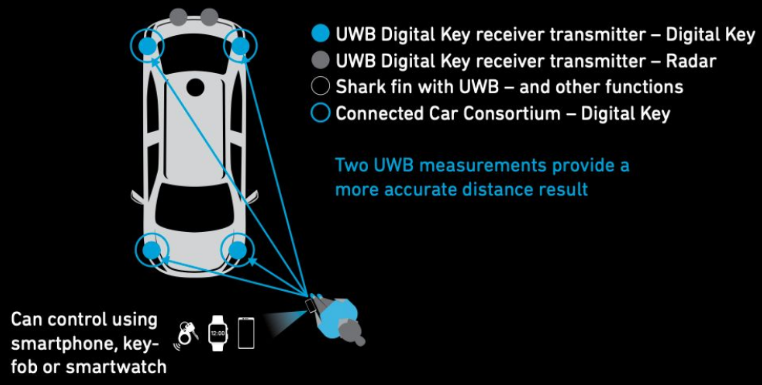 UWB Digital Key receiver transmitter – Digital Key
UWB Digital Key receiver transmitter – Radar
Shark fin with UWB – and other functions
Connected Car Consortium – Digital Key
Two UWB measurements provide a
more accurate distance result
Can control using
smartphone, key-
fob or smartwatch
12:00